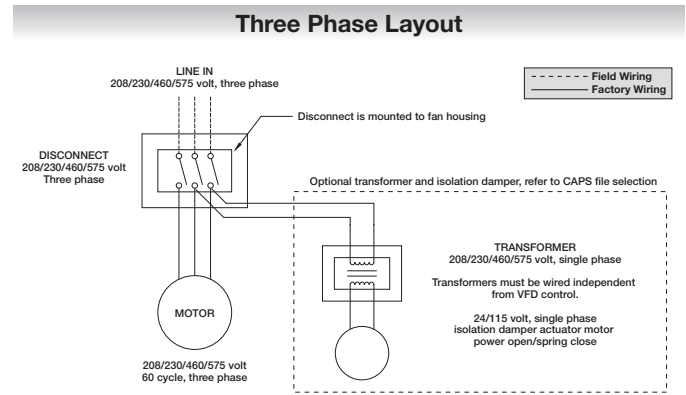 Three Phase Layout
LINE IN
208/230/460/575 volt, three phase
Field Wiring
Factory Wiring
Disconnect is mounted to fan housing
DISCONNECT
208/230/460/575 volt
Three phase
Optional transformer and isolation damper, refer to CAPS file selection
TRANSFORMER
208/230/460/575 volt, single phase
Transformers must be wired independent
from VFD control.
24/115 volt, single phase
isolation damper actuator motor
power open/spring close
MOTOR
208/230/460/575 volt
60 cycle, three phase